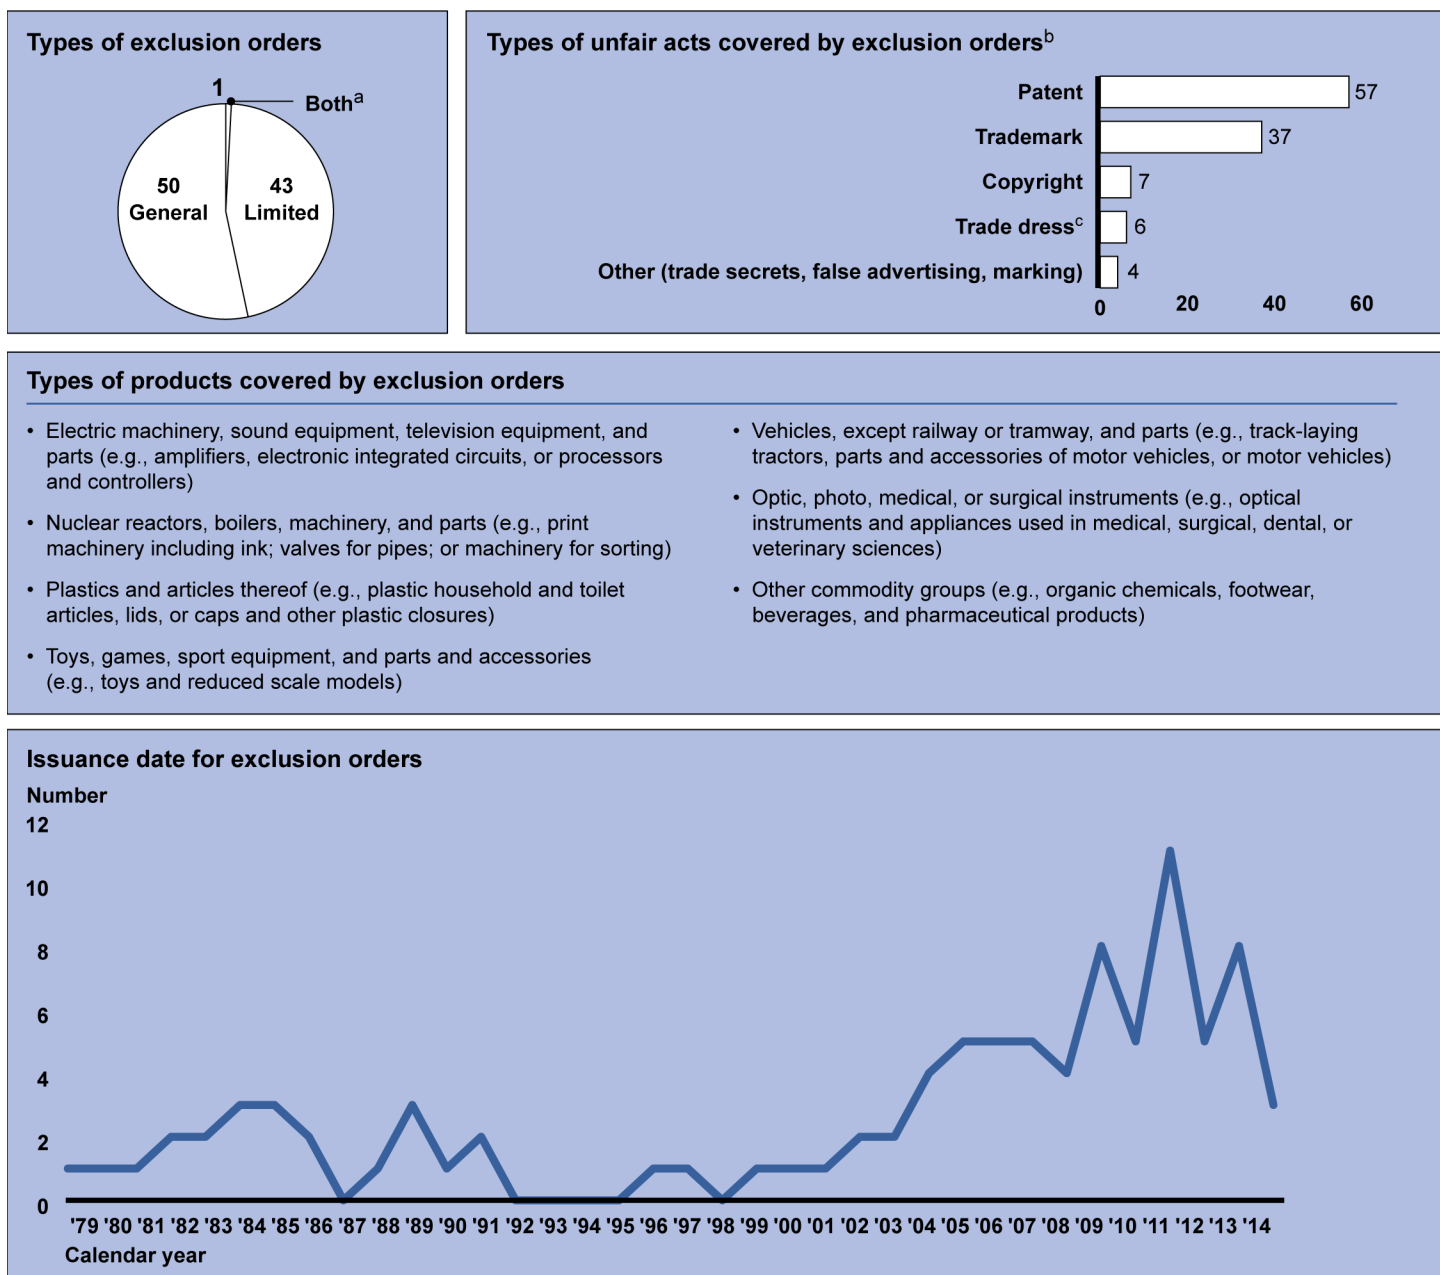 Types of exclusion orders
1
Bothᵃ
50
General
43
Limited
Types of unfair acts covered by exclusion ordersᵇ
Patent
57
Trademark
37
Copyright
7
Trade dressᶜ
6
Other (trade secrets, false advertising, marking)
4
0 20 40 60
Types of products covered by exclusion orders
• Electric machinery, sound equipment, television equipment, and
parts (e.g., amplifiers, electronic integrated circuits, or processors
and controllers)
• Nuclear reactors, boilers, machinery, and parts (e.g., print
machinery including ink; valves for pipes; or machinery for sorting)
• Plastics and articles thereof (e.g., plastic household and toilet
articles, lids, or caps and other plastic closures)
• Toys, games, sport equipment, and parts and accessories
(e.g., toys and reduced scale models)
• Vehicles, except railway or tramway, and parts (e.g., track-laying
tractors, parts and accessories of motor vehicles, or motor vehicles)
• Optic, photo, medical, or surgical instruments (e.g., optical
instruments and appliances used in medical, surgical, dental, or
veterinary sciences)
• Other commodity groups (e.g., organic chemicals, footwear,
beverages, and pharmaceutical products)
Issuance date for exclusion orders
Number
12
10
8
6
4
2
0
'79 '80 '81 '82 '83 '84 '85 '86 '87 '88 '89 '90 '91 '92 '93 '94 '95 '96 '97 '98 '99 '00 '01 '02 '03 '04 '05 '06 '07 '08 '09 '10 '11 '12 '13 '14
Calendar year